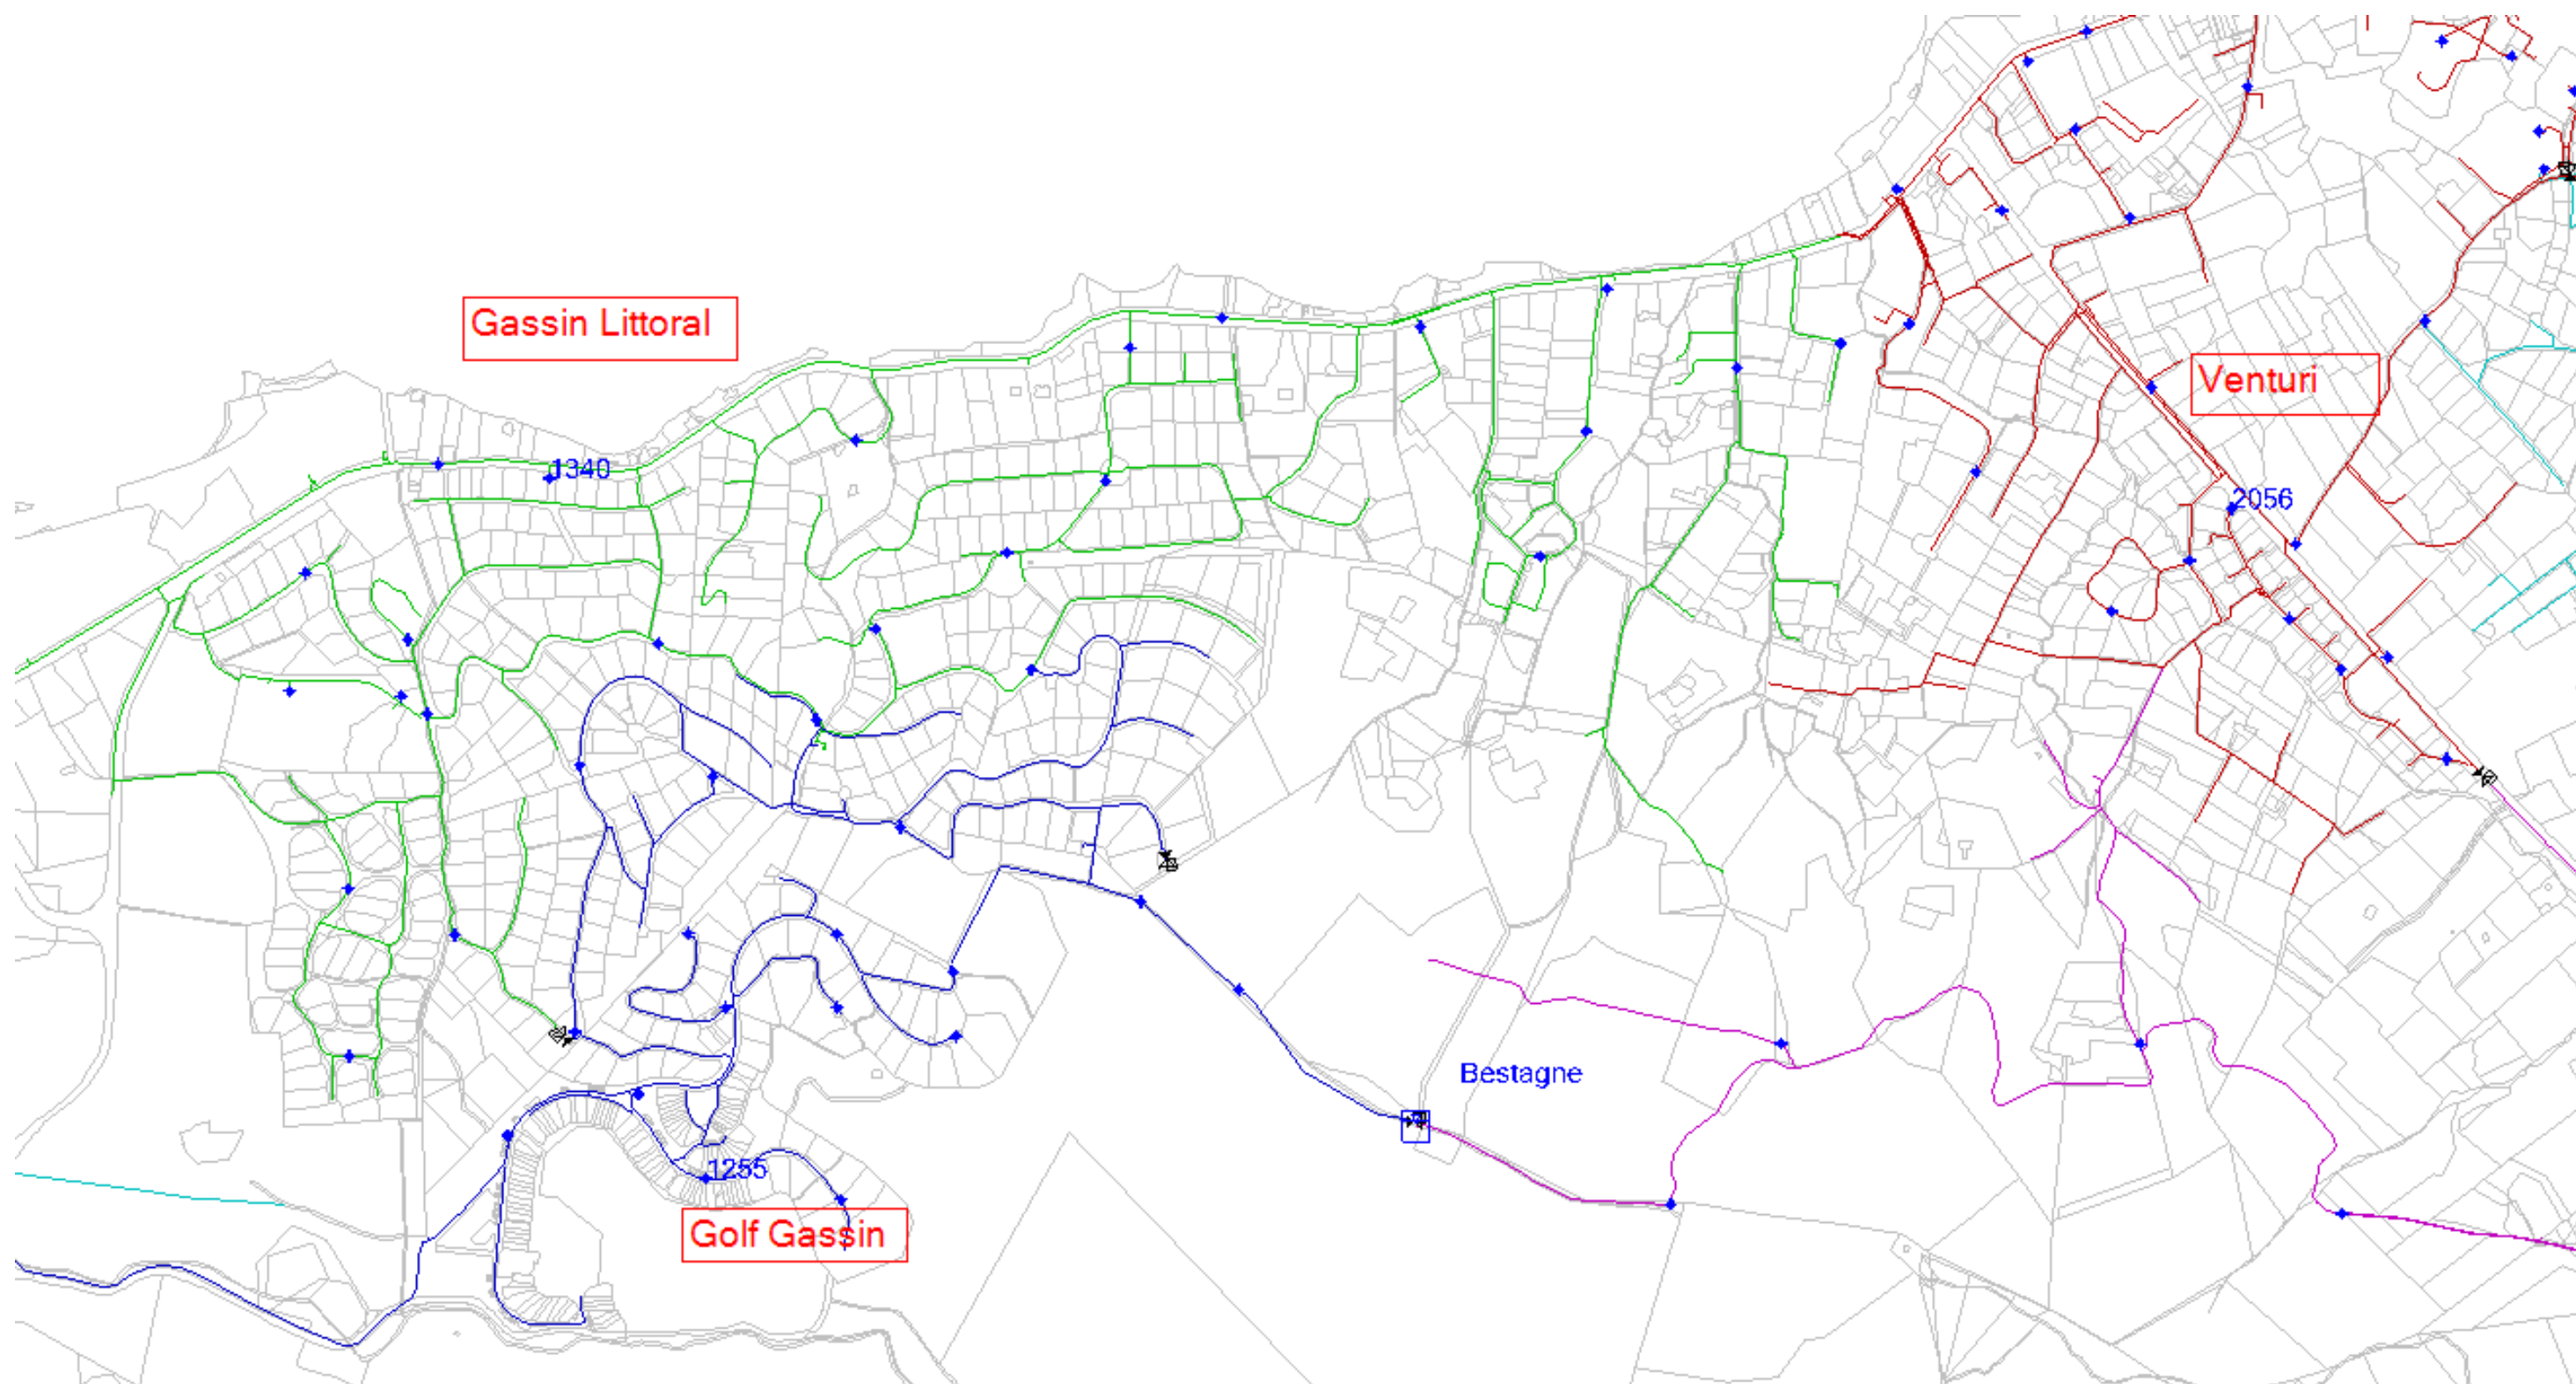 Gassin Littoral
Venturi
1340
2056
Bestagne
1255
Golf Gassin